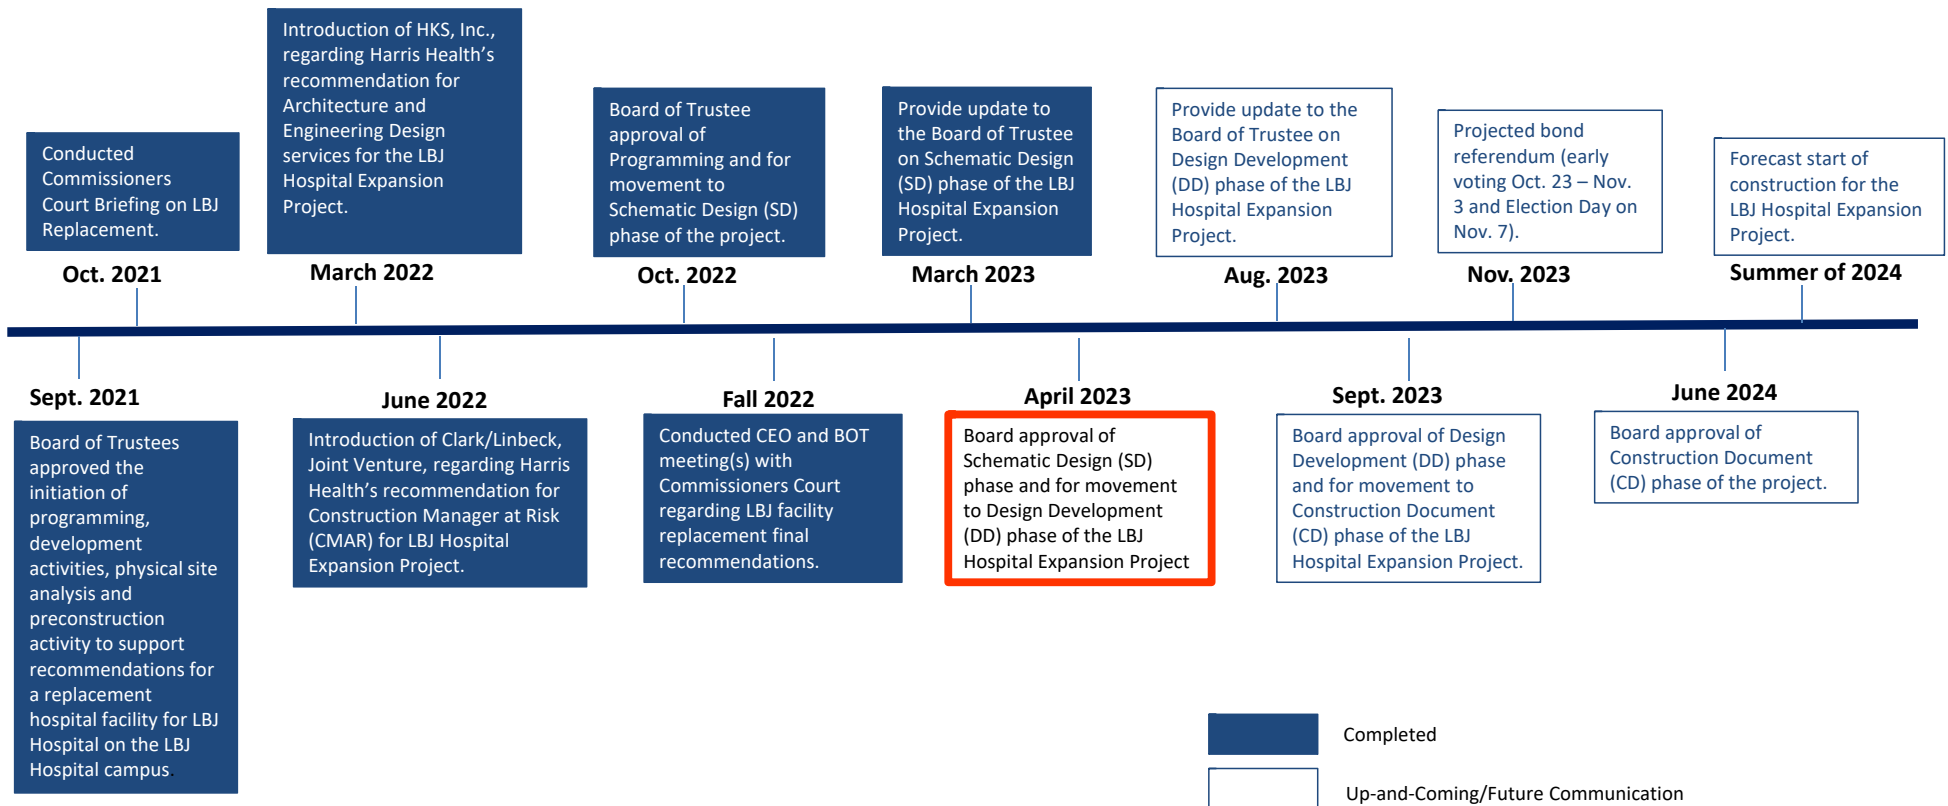 Conducted
Commissioners
Court Briefing on LBJ
Replacement.
Oct. 2021
Introduction of HKS, Inc.,
regarding Harris Health’s
recommendation for
Architecture and
Engineering Design
services for the LBJ
Hospital Expansion
Project.
March 2022
Board of Trustee
approval of
Programming and for
movement to
Schematic Design (SD)
phase of the project.
Oct. 2022
Provide update to
the Board of Trustee
on Schematic Design
(SD) phase of the LBJ
Hospital Expansion
Project.
March 2023
Provide update to the
Board of Trustee on
Design Development
(DD) phase of the LBJ
Hospital Expansion
Project.
Aug. 2023
Projected bond
referendum (early
voting Oct. 23 – Nov.
3 and Election Day on
Nov. 7).
Nov. 2023
Forecast start of
construction for the
LBJ Hospital Expansion
Project.
Summer of 2024
Sept. 2021
Board of Trustees
approved the
initiation of
programming,
development
activities, physical site
analysis and
preconstruction
activity to support
recommendations for
a replacement
hospital facility for LBJ
Hospital on the LBJ
Hospital campus.
June 2022
Introduction of Clark/Linbeck,
Joint Venture, regarding Harris
Health’s recommendation for
Construction Manager at Risk
(CMAR) for LBJ Hospital
Expansion Project.
Fall 2022
Conducted CEO and BOT
meeting(s) with
Commissioners Court
regarding LBJ facility
replacement final
recommendations.
April 2023
Board approval of
Schematic Design (SD)
phase and for movement
to Design Development
(DD) phase of the LBJ
Hospital Expansion Project
Sept. 2023
Board approval of Design
Development (DD) phase
and for movement to
Construction Document
(CD) phase of the LBJ
Hospital Expansion Project.
June 2024
Board approval of
Construction Document
(CD) phase of the project.
Completed
Up-and-Coming/Future Communication